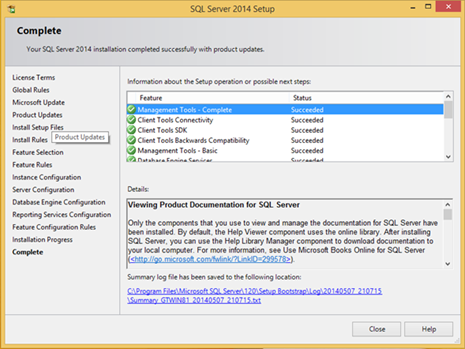 SQL Server 2014 Setup
Complete
Your SQL Server 2014 installation completed successfully with product updates.
License Terms
Global Rules
Microsoft Update
Product Updates
Install Setup Files
Install Rules
Product Updates
Feature Selection
Feature Rules
Instance Configuration
Server Configuration
Database Engine Configuration
Reporting Services Configuration
Feature Configuration Rules
Installation Progress
Complete
Information about the Setup operation or possible next steps:
Feature Status
Management Tools - Complete Succeeded
Client Tools Connectivity Succeeded
Client Tools SDK Succeeded
Client Tools Backwards Compatibility Succeeded
Management Tools - Basic Succeeded
Database Engine Services Succeeded
Details:
Viewing Product Documentation for SQL Server
Only the components that you use to view and manage the documentation for SQL Server have
been installed. By default, the Help Viewer component uses the online library. After installing
SQL Server, you can use the Help Library Manager component to download documentation to
your local computer. For more information, see Use Microsoft Books Online for SQL Server
(<http://go.microsoft.com/fwlink/?LinkID=299578>).
Summary log file has been saved to the following location:
C:\Program Files\Microsoft SQL Server\120\Setup Bootstrap\Log\20140507_210715
\Summary_GTWIN81_20140507_210715.txt
Close
Help